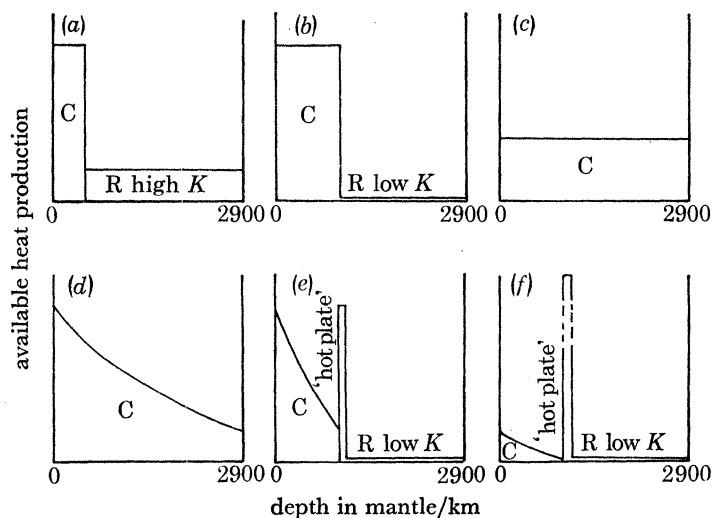 (a)
C
R high K
0
2900
(b)
C
R low K
0
2900
(c)
C
0
2900
available heat production
(d)
C
0
2900
(e)
C
'hot plate'
R low K
0
2900
(f)
C
'hot plate'
R low K
0
2900
depth in mantle/km